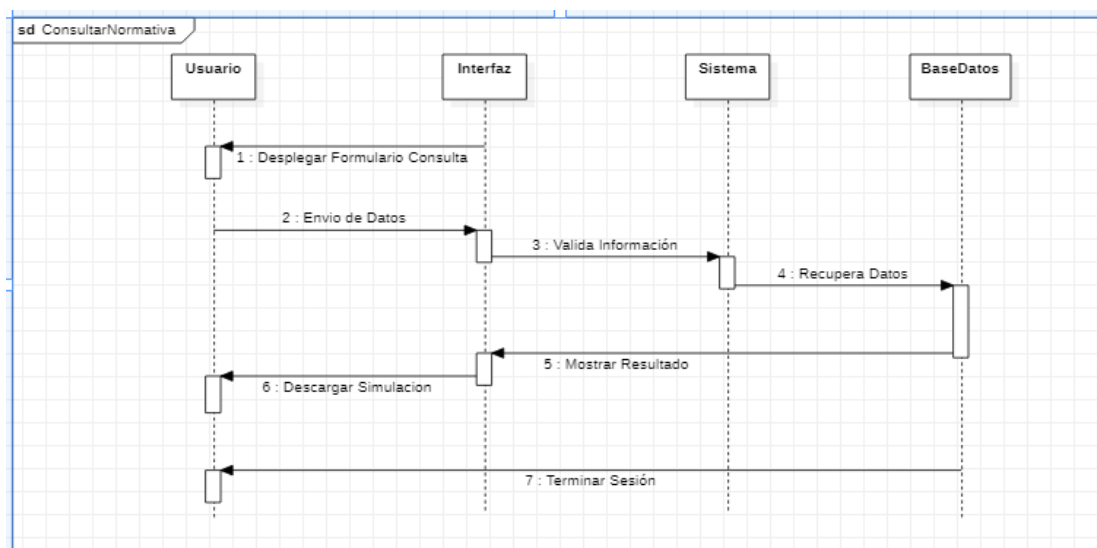 sd ConsultarNormativa
Usuario
Interfaz
Sistema
BaseDatos
1 : Desplegar Formulario Consulta
2 : Envio de Datos
3 : Valida Información
4 : Recupera Datos
5 : Mostrar Resultado
6 : Descargar Simulacion
7 : Terminar Sesión